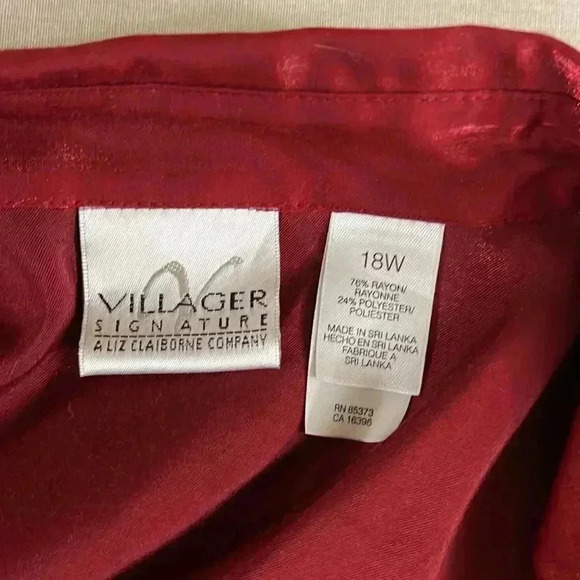 VILLAGER
SIGNATURE
A LIZ CLAIBORNE COMPANY
18W
76% RAYON/
RAYONNE
24% POLYESTER/
POLIESTER
MADE IN SRI LANKA
HECHO EN SRI LANKA
FABRIQUE A
SRI LANKA
RN 85373
CA 16396